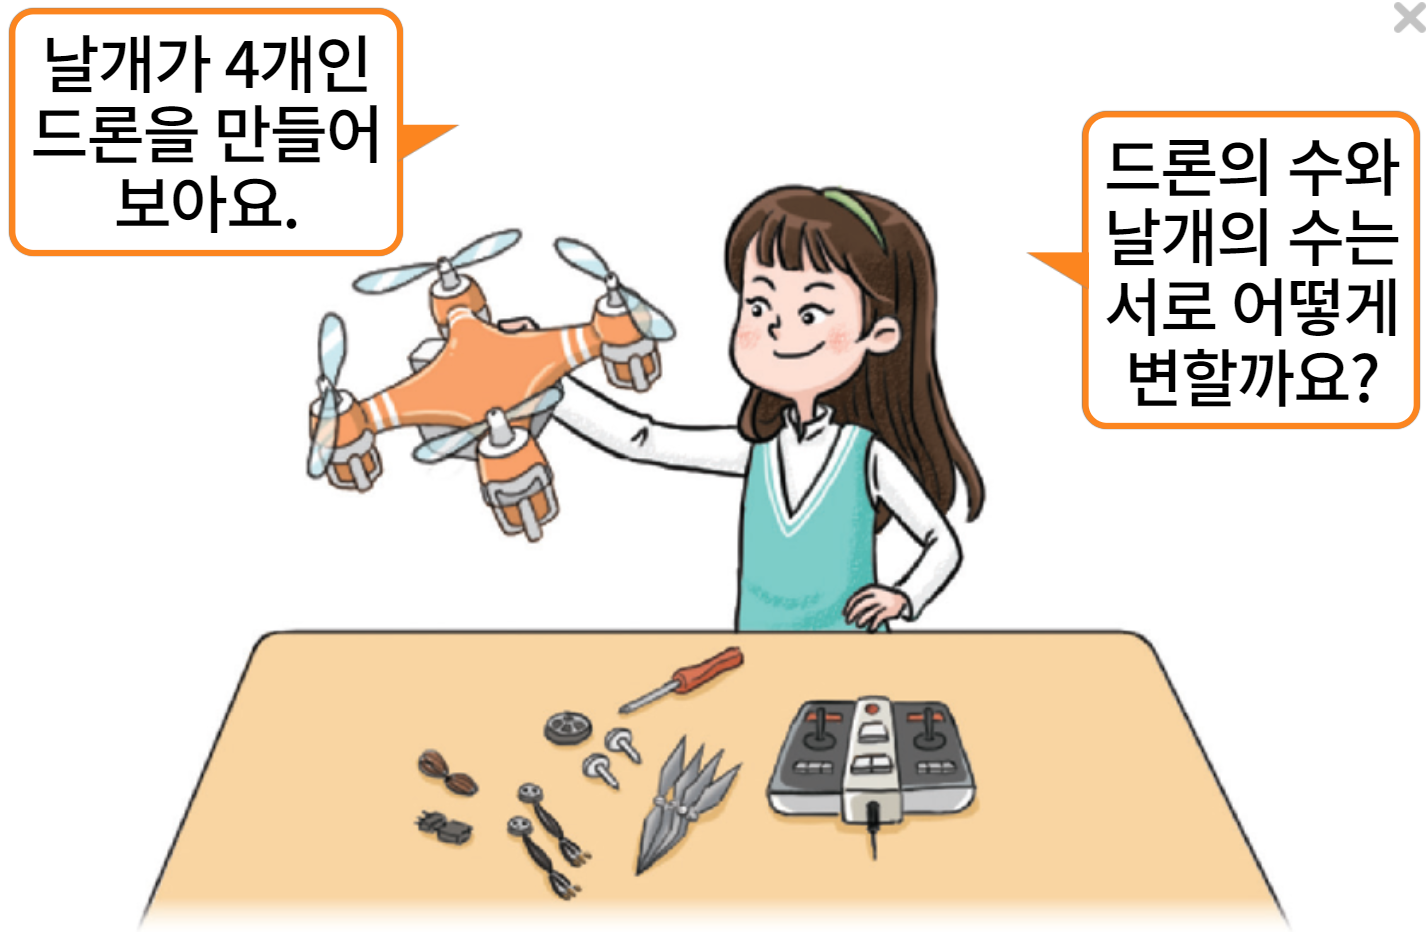 날개가 4개인
드론을 만들어
보아요.
드론의 수와
날개의 수는
서로 어떻게
변할까요?